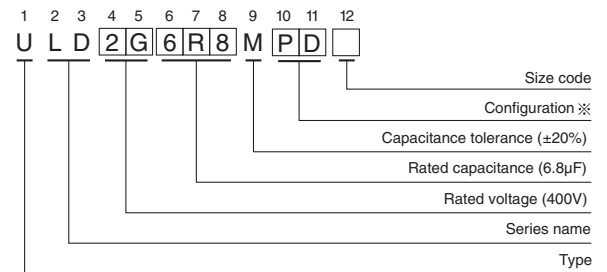 1 2 3 4 5 6 7 8 9 10 11 12
U L D 2 G 6 R 8 M P D
Size code
Configuration ※
Capacitance tolerance (±20%)
Rated capacitance (6.8µF)
Rated voltage (400V)
Series name
Type